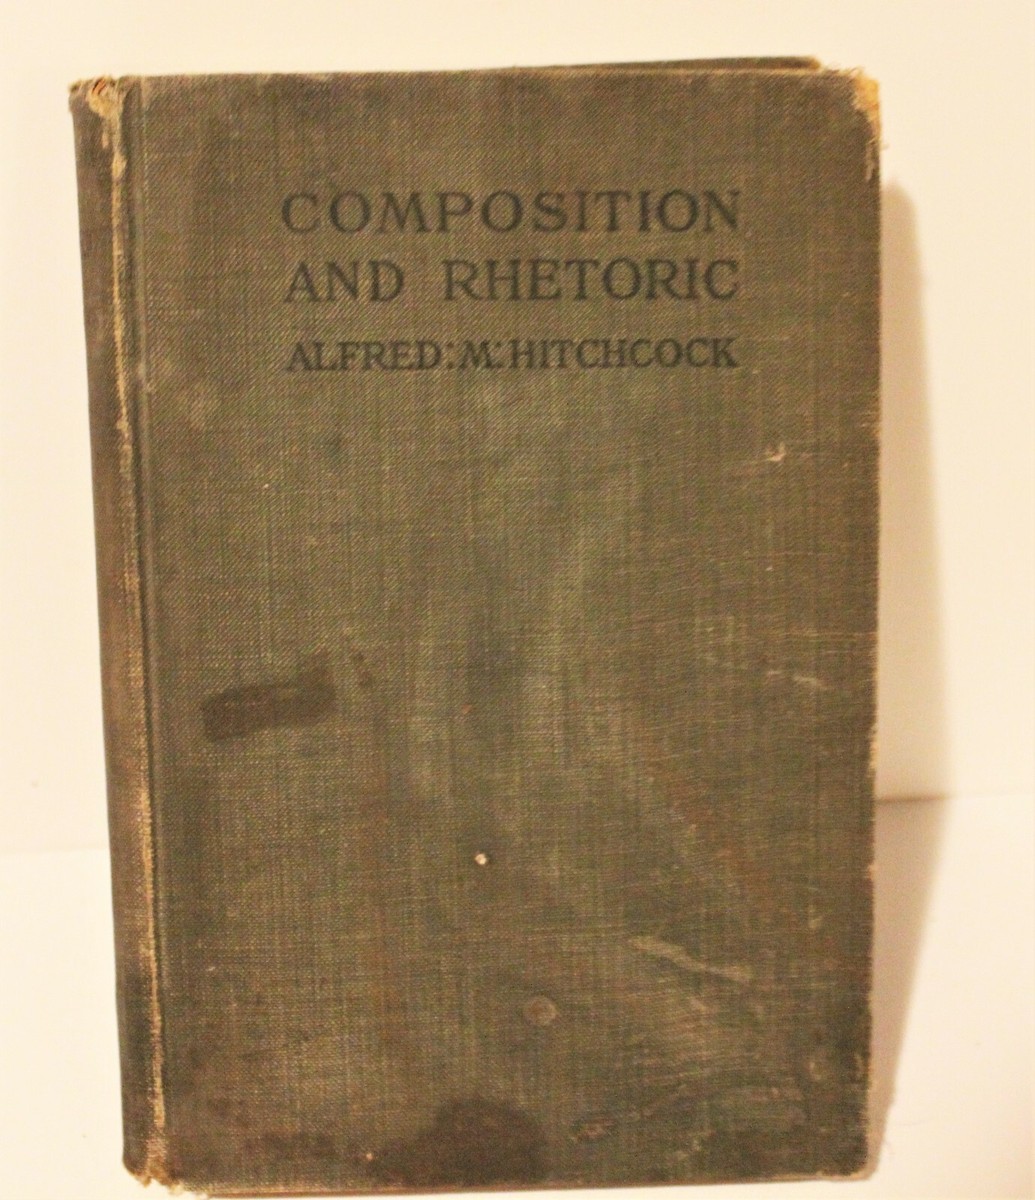 COMPOSITION
AND RHETORIC
ALFRED:M:HITCHCOCK